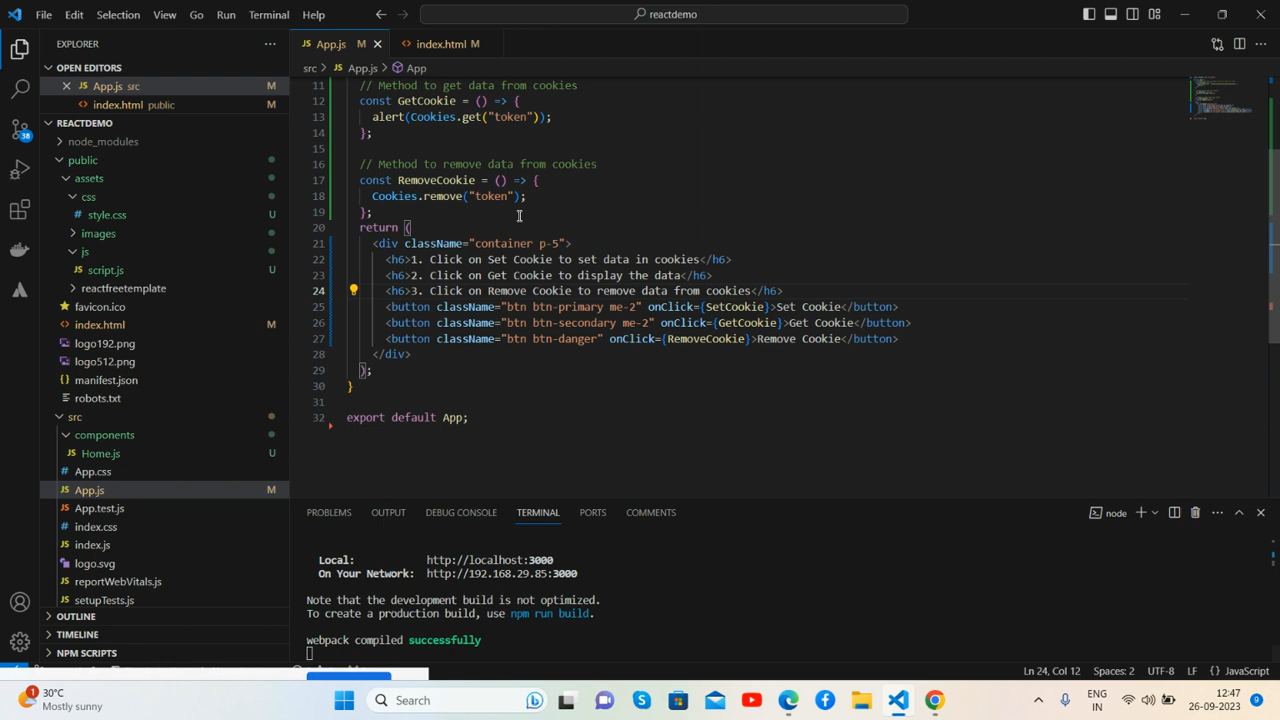 File Edit Selection View Go Run Terminal Help
reactdemo
EXPLORER
OPEN EDITORS
App.js src M
index.html public M
REACTDEMO
node_modules
public
assets
css
style.css U
images
js
script.js U
reactfreetemplate
favicon.ico
index.html M
logo192.png
logo512.png
manifest.json
robots.txt
src
components
Home.js U
App.css
App.js M
App.test.js
index.css
index.js
logo.svg
reportWebVitals.js
setupTests.js
OUTLINE
TIMELINE
NPM SCRIPTS
38
JS App.js M
index.html M
src > JS App.js > App
11 // Method to get data from cookies
12 const GetCookie = () => {
13 alert(Cookies.get("token"));
14 };
15
16 // Method to remove data from cookies
17 const RemoveCookie = () => {
18 Cookies.remove("token");
19 };
20 return (
21 <div className="container p-5">
22 <h6>1. Click on Set Cookie to set data in cookies</h6>
23 <h6>2. Click on Get Cookie to display the data</h6>
24 <h6>3. Click on Remove Cookie to remove data from cookies</h6>
25 <button className="btn btn-primary me-2" onClick={SetCookie}>Set Cookie</button>
26 <button className="btn btn-secondary me-2" onClick={GetCookie}>Get Cookie</button>
27 <button className="btn btn-danger" onClick={RemoveCookie}>Remove Cookie</button>
28 </div>
29 );
30 }
31
32 export default App;
PROBLEMS OUTPUT DEBUG CONSOLE TERMINAL PORTS COMMENTS
node
Local: http://localhost:3000
On Your Network: http://192.168.29.85:3000
Note that the development build is not optimized.
To create a production build, use npm run build.
webpack compiled successfully
Ln 24, Col 12 Spaces: 2 UTF-8 LF {} JavaScript
1
30°C
Mostly sunny
Search
ENG
IN
12:47
26-09-2023
9